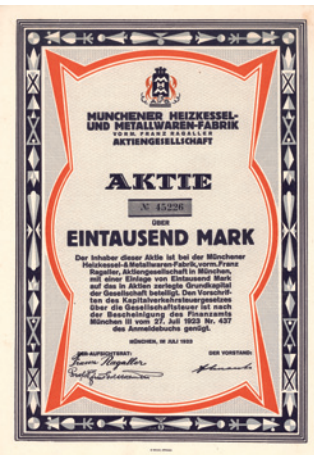 MÜNCHENER HEIZKESSEL-
UND METALLWAREN-FABRIK
VORM. FRANZ RAGALLER
AKTIENGESELLSCHAFT
AKTIE
№ 45226
ÜBER
EINTAUSEND MARK
Der Inhaber dieser Aktie ist bei der Münchener
Heizkessel-& Metallwaren-Fabrik, vorm. Franz
Ragaller, Aktiengesellschaft in München,
mit einer Einlage von Eintausend Mark
auf das in Aktien zerlegte Grundkapital
der Gesellschaft beteiligt. Den Vorschrif-
ten des Kapitalverkehrsteuergesetzes
über die Gesellschaftsteuer ist nach
der Bescheinigung des Finanzamts
München III vom 27. Juli 1923 Nr. 437
des Anmeldebuchs genügt.
MÜNCHEN, IM JULI 1923
DER AUFSICHTSRAT: DER VORSTAND:
Franz Ragaller